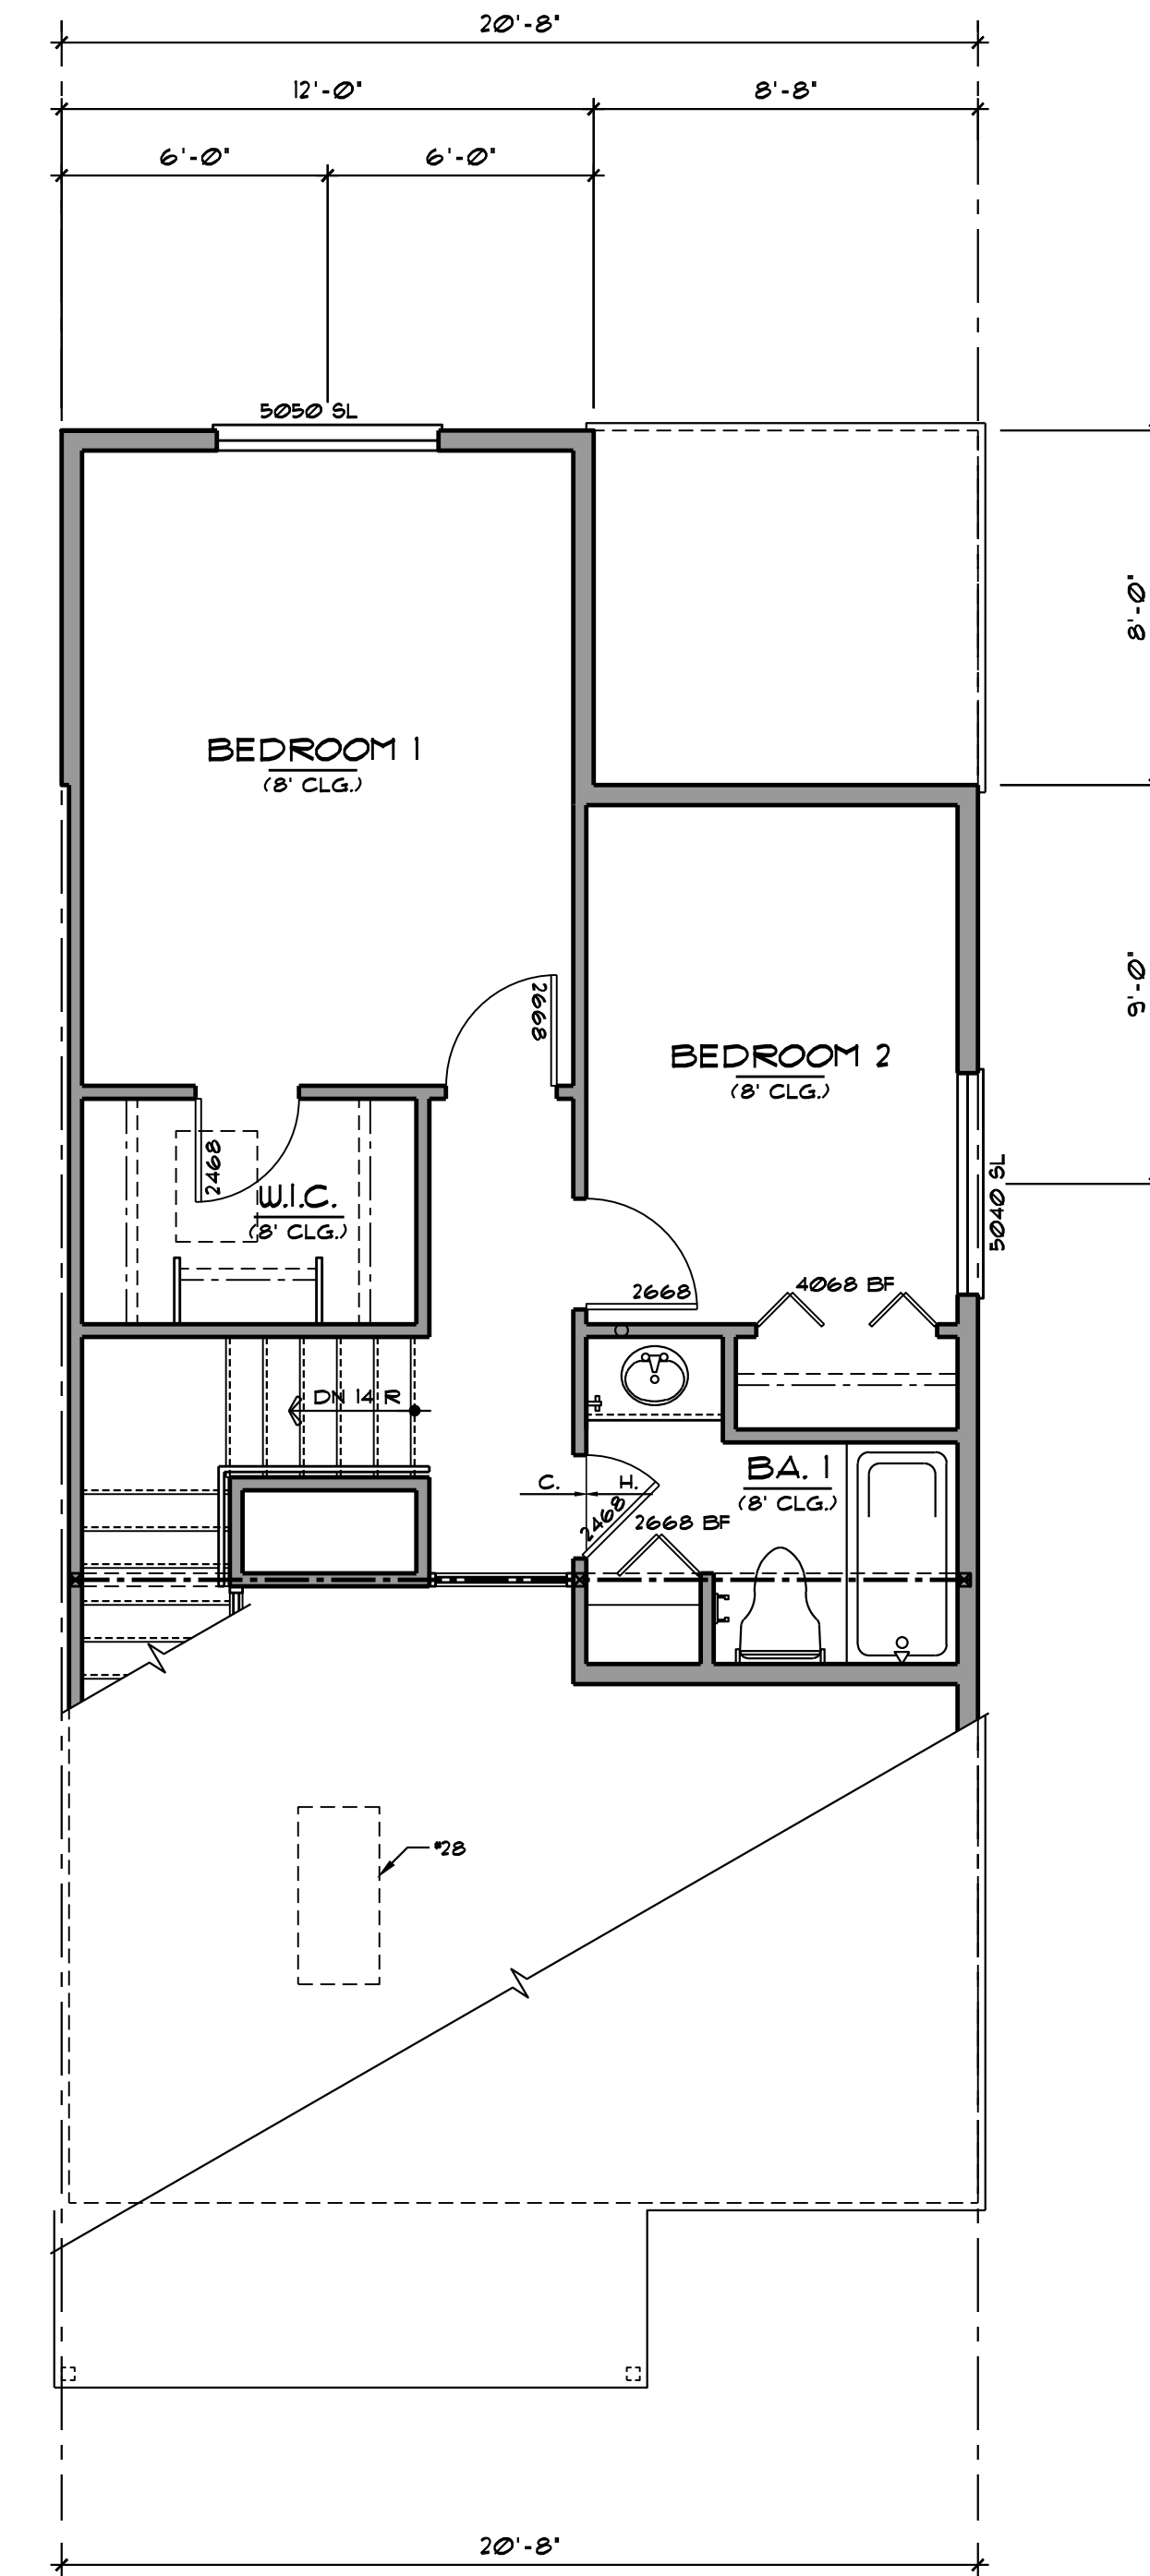 20'-8"
12'-0"
8'-8"
6'-0"
6'-0"
5050 SL
8'-0"
BEDROOM 1
(8' CLG.)
9'-0"
2668
BEDROOM 2
(8' CLG.)
2468
W.I.C.
(8' CLG.)
5040 SL
2668
4068 BF
DN 14 R
BA. 1
(8' CLG.)
C.
H.
2468
2668 BF
#28
20'-8"